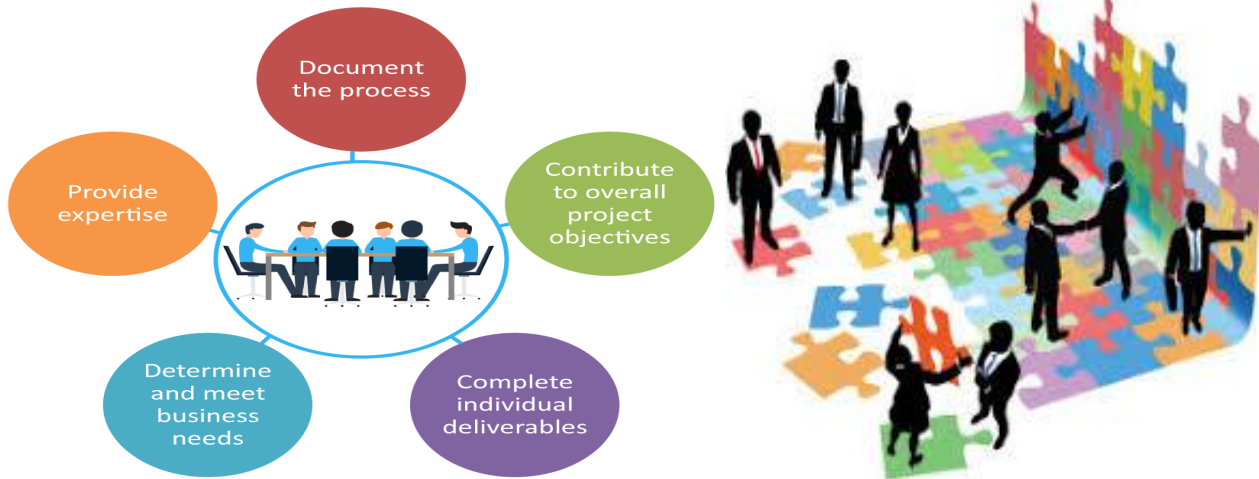 Document
the process
Contribute
to overall
project
objectives
Complete
individual
deliverables
Determine
and meet
business
needs
Provide
expertise